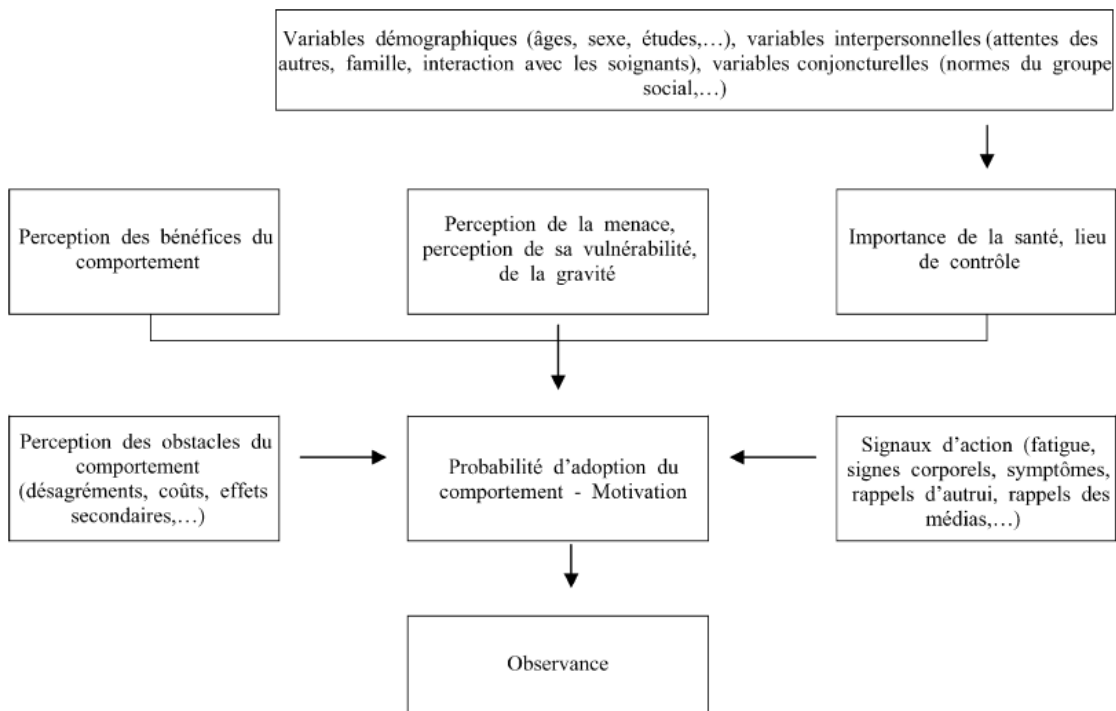 Variables démographiques (âges, sexe, études,…), variables interpersonnelles (attentes des
autres, famille, interaction avec les soignants), variables conjoncturelles (normes du groupe
social,…)
Perception des bénéfices du
comportement
Perception de la menace,
perception de sa vulnérabilité,
de la gravité
Importance de la santé, lieu
de contrôle
Perception des obstacles du
comportement
(désagréments, coûts, effets
secondaires,…)
Probabilité d’adoption du
comportement - Motivation
Signaux d’action (fatigue,
signes corporels, symptômes,
rappels d’autrui, rappels des
médias,…)
Observance